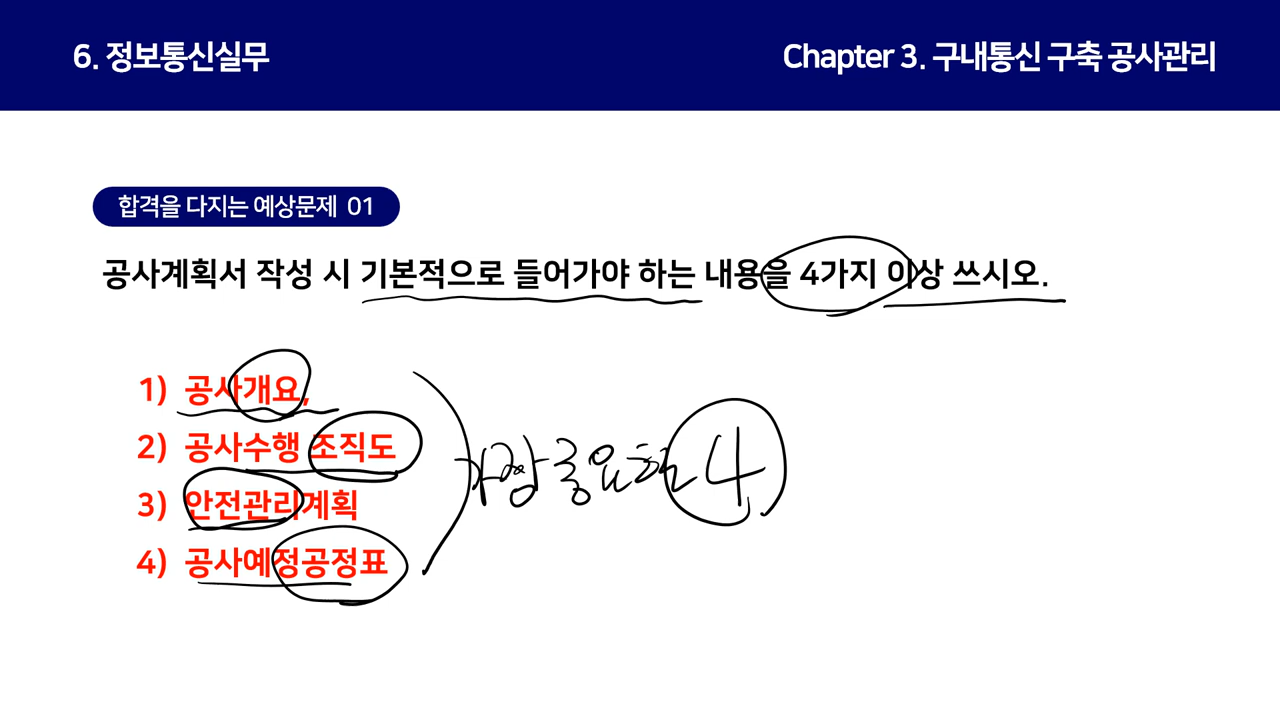 6. 정보통신실무
Chapter 3. 구내통신 구축 공사관리
합격을 다지는 예상문제 01
공사계획서 작성 시 기본적으로 들어가야 하는 내용을 4가지 이상 쓰시오.
1) 공사개요,
2) 공사수행 조직도
3) 안전관리계획
4) 공사예정공정표
가장 중요한 4